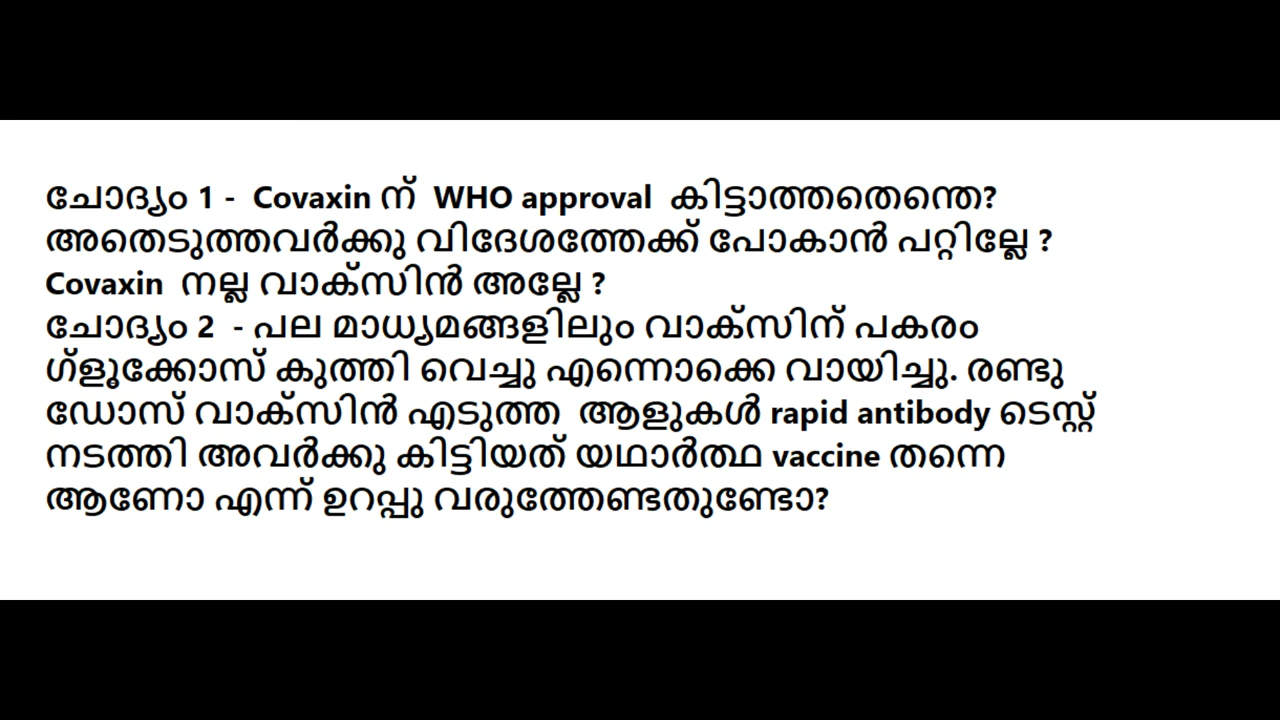 ചോദ്യം 1 - Covaxin ന് WHO approval കിട്ടാത്തതെന്തെ?
അതെടുത്തവർക്കു വിദേശത്തേക്ക് പോകാൻ പറ്റില്ലേ ?
Covaxin നല്ല വാക്സിൻ അല്ലേ ?
ചോദ്യം 2 - പല മാധ്യമങ്ങളിലും വാക്സിന് പകരം
ഗ്ളൂക്കോസ് കുത്തി വെച്ചു എന്നൊക്കെ വായിച്ചു. രണ്ടു
ഡോസ് വാക്സിൻ എടുത്ത ആളുകൾ rapid antibody ടെസ്റ്റ്
നടത്തി അവർക്കു കിട്ടിയത് യഥാർത്ഥ vaccine തന്നെ
ആണോ എന്ന് ഉറപ്പു വരുത്തേണ്ടതുണ്ടോ?